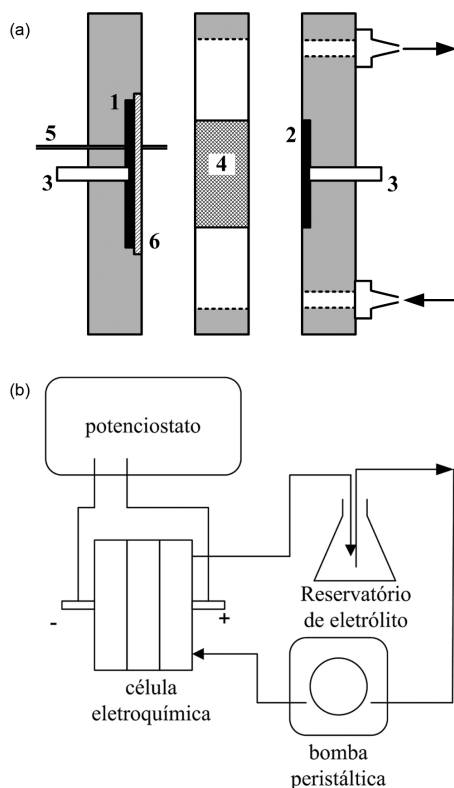 (a)
1
2
5
3
4
3
6
(b)
potenciostato
Reservatório
de eletrólito
-
+
célula
eletroquímica
bomba
peristáltica